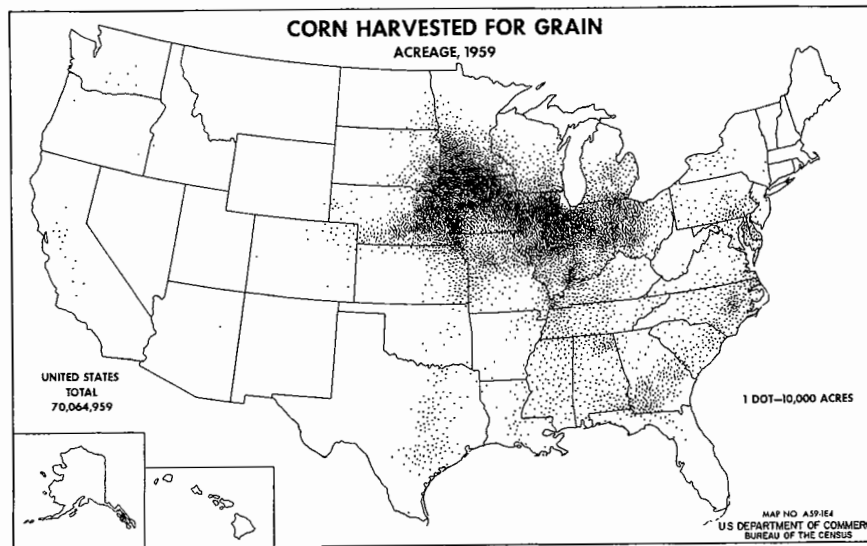 CORN HARVESTED FOR GRAIN
ACREAGE, 1959
UNITED STATES
TOTAL
70,064,959
1 DOT—10,000 ACRES
MAP NO. A59-1E4
US DEPARTMENT OF COMMER
BUREAU OF THE CENSUS